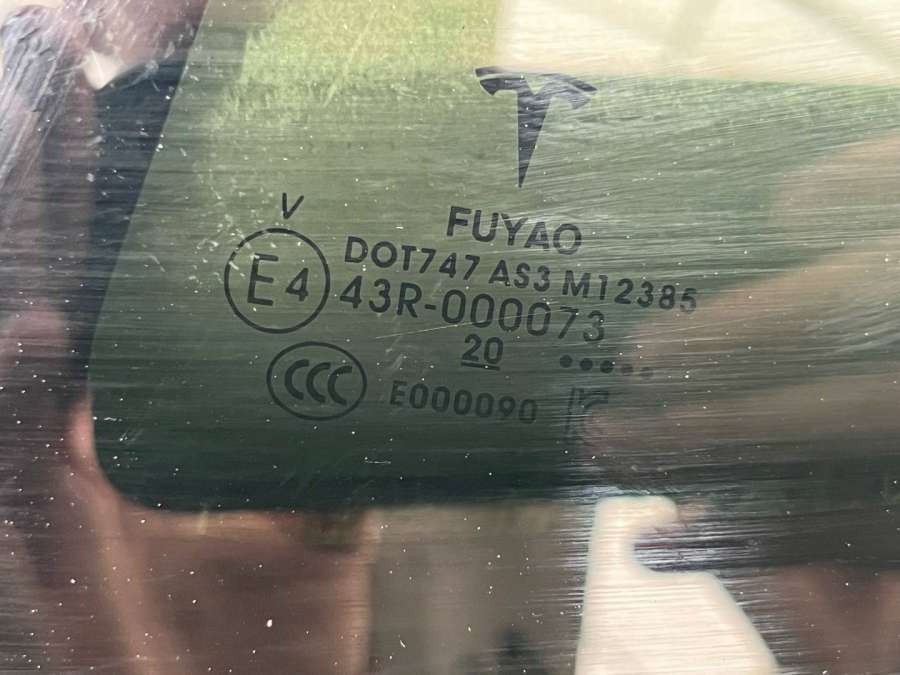 V
FUYAO
E4
DOT747 AS3 M12385
43R-000073
20 •••••
CCC
E000090